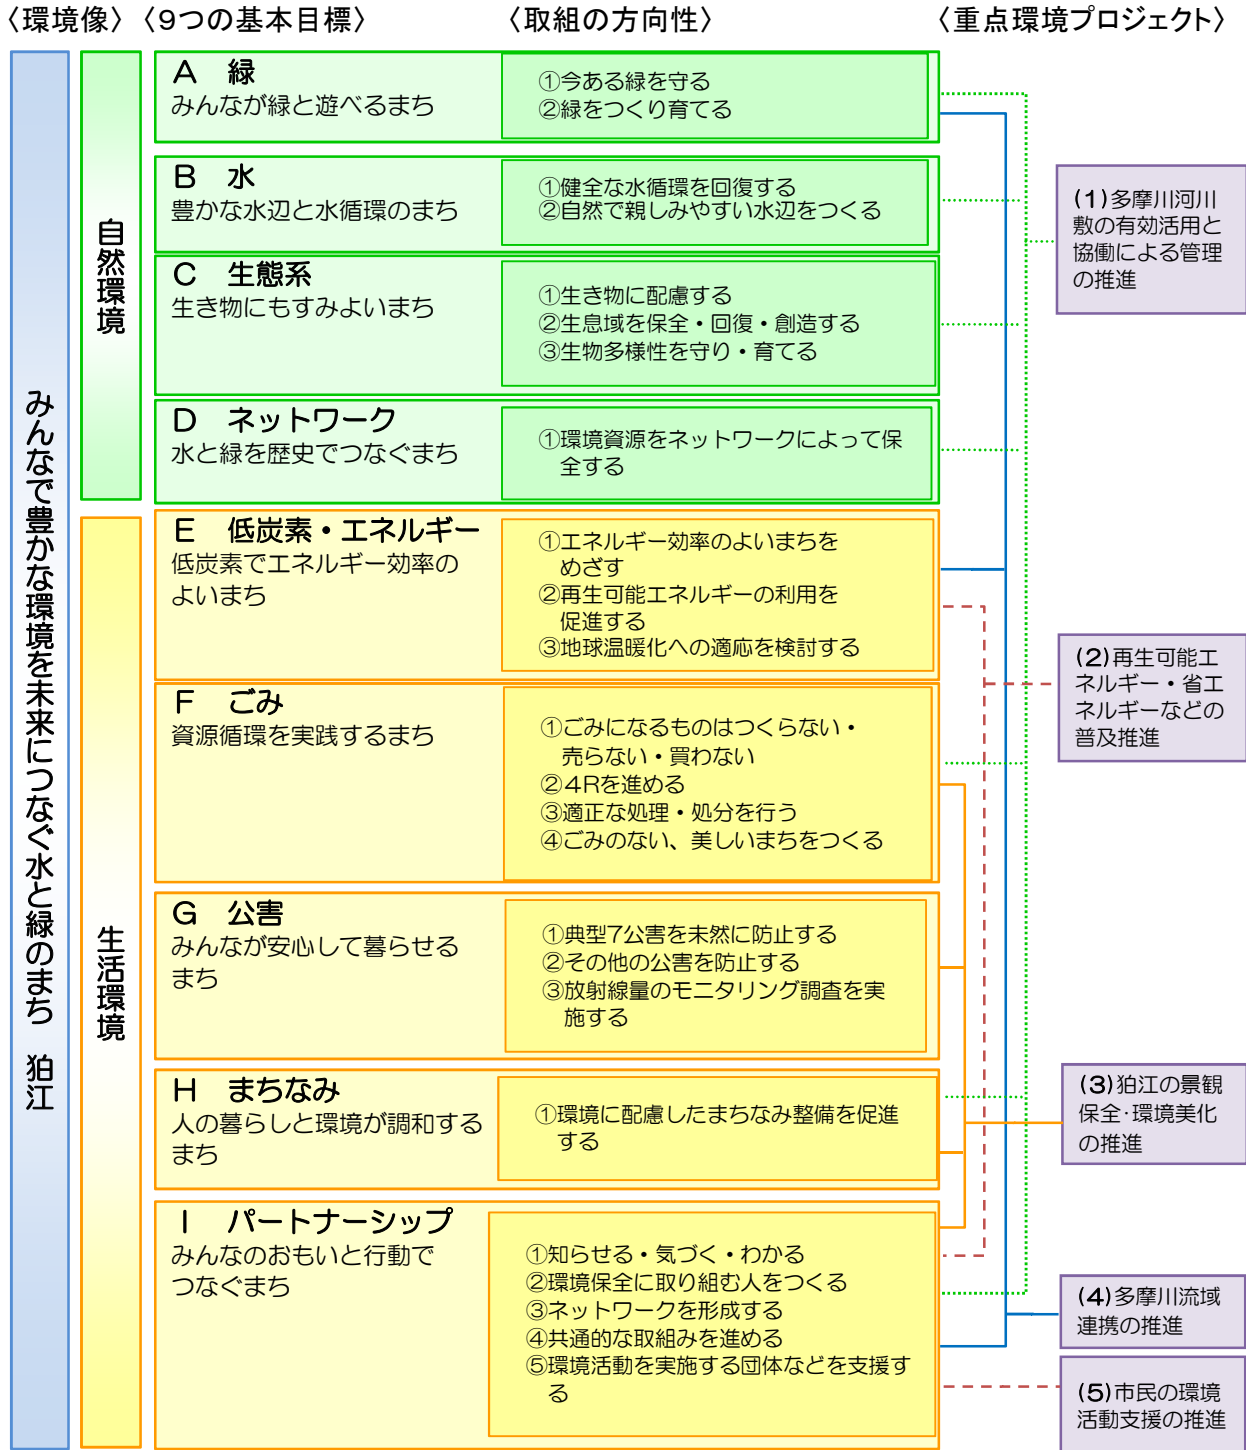 〈環境像〉〈９つの基本目標〉 〈取組の方向性〉 〈重点環境プロジェクト〉
みんなで豊かな環境を未来につなぐ水と緑のまち　狛江
自然環境
A　緑
みんなが緑と遊べるまち
①今ある緑を守る
②緑をつくり育てる
B　水
豊かな水辺と水循環のまち
①健全な水循環を回復する
②自然で親しみやすい水辺をつくる
C　生態系
生き物にもすみよいまち
①生き物に配慮する
②生息域を保全・回復・創造する
③生物多様性を守り・育てる
D　ネットワーク
水と緑を歴史でつなぐまち
①環境資源をネットワークによって保
全する
生活環境
E　低炭素・エネルギー
低炭素でエネルギー効率の
よいまち
①エネルギー効率のよいまちを
めざす
②再生可能エネルギーの利用を
促進する
③地球温暖化への適応を検討する
F　ごみ
資源循環を実践するまち
①ごみになるものはつくらない・
売らない・買わない
②４Rを進める
③適正な処理・処分を行う
④ごみのない、美しいまちをつくる
G　公害
みんなが安心して暮らせる
まち
①典型7公害を未然に防止する
②その他の公害を防止する
③放射線量のモニタリング調査を実
施する
H　まちなみ
人の暮らしと環境が調和する
まち
①環境に配慮したまちなみ整備を促進
する
I　パートナーシップ
みんなのおもいと行動で
つなぐまち
①知らせる・気づく・わかる
②環境保全に取り組む人をつくる
③ネットワークを形成する
④共通的な取組みを進める
⑤環境活動を実施する団体などを支援す
る
(1)多摩川河川
敷の有効活用と
協働による管理
の推進
(2)再生可能エ
ネルギー・省エ
ネルギーなどの
普及推進
(3)狛江の景観
保全･環境美化
の推進
(4)多摩川流域
連携の推進
(5)市民の環境
活動支援の推進